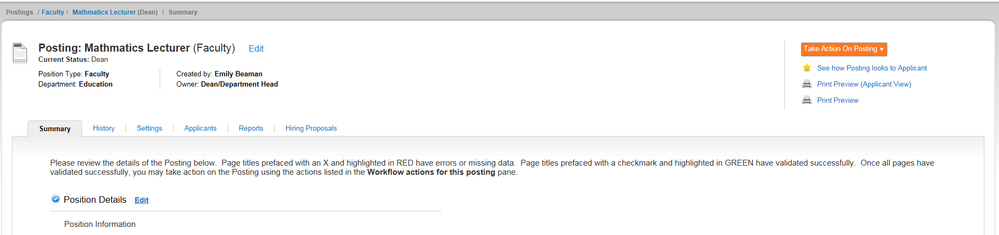 Postings / Faculty / Mathmatics Lecturer (Dean) / Summary
Posting: Mathmatics Lecturer (Faculty) Edit
Current Status: Dean
Position Type: Faculty
Department: Education
Created by: Emily Beaman
Owner: Dean/Department Head
Take Action On Posting ▼
See how Posting looks to Applicant
Print Preview (Applicant View)
Print Preview
Summary History Settings Applicants Reports Hiring Proposals
Please review the details of the Posting below. Page titles prefaced with an X and highlighted in RED have errors or missing data. Page titles prefaced with a checkmark and highlighted in GREEN have validated successfully. Once all pages have
validated successfully, you may take action on the Posting using the actions listed in the Workflow actions for this posting pane.
Position Details Edit
Position Information